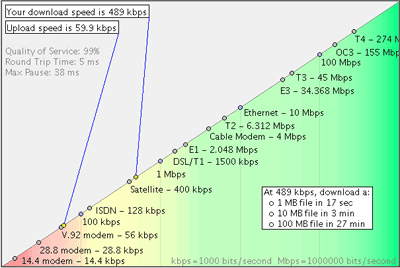 Your download speed is 489 kbps
Upload speed is 59.9 kbps
Quality of Service: 99%
Round Trip Time: 5 ms
Max Pause: 38 ms
T4 - 274 M
OC3 - 155 Mb
100 Mbps
T3 - 45 Mbps
E3 - 34.368 Mbps
Ethernet - 10 Mbps
T2 - 6.312 Mbps
Cable Modem - 4 Mbps
E1 - 2.048 Mbps
DSL/T1 - 1500 kbps
1 Mbps
Satellite - 400 kbps
ISDN - 128 kbps
100 kbps
V.92 modem - 56 kbps
28.8 modem - 28.8 kbps
14.4 modem - 14.4 kbps
At 489 kbps, download a:
1 MB file in 17 sec
10 MB file in 3 min
100 MB file in 27 min
kbps=1000 bits/second
Mbps=1000000 bits/second